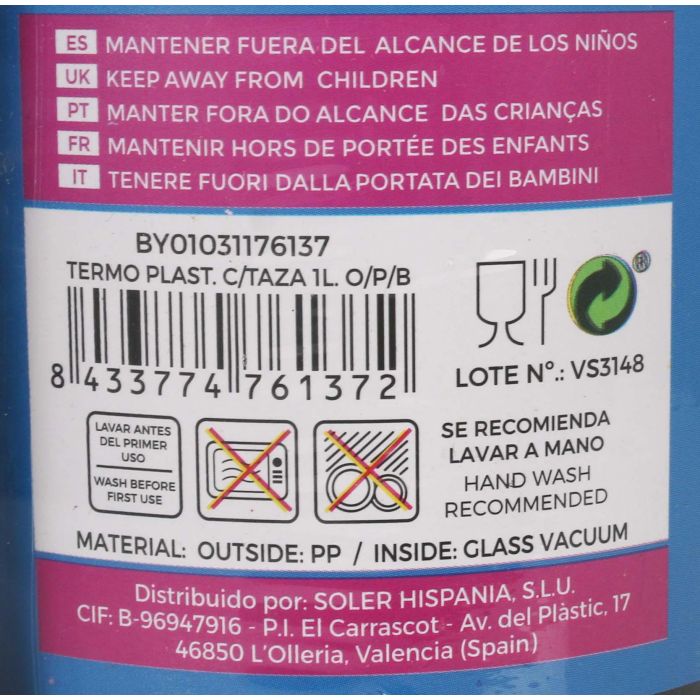 ES MANTENER FUERA DEL ALCANCE DE LOS NIÑOS
UK KEEP AWAY FROM CHILDREN
PT MANTER FORA DO ALCANCE DAS CRIANÇAS
FR MANTENIR HORS DE PORTÉE DES ENFANTS
IT TENERE FUORI DALLA PORTATA DEI BAMBINI
BY01031176137
TERMO PLAST. C/TAZA 1L. O/P/B
8 433774 761372
LOTE Nº.: VS3148
LAVAR ANTES
DEL PRIMER
USO
WASH BEFORE
FIRST USE
SE RECOMIENDA
LAVAR A MANO
HAND WASH
RECOMMENDED
MATERIAL: OUTSIDE: PP / INSIDE: GLASS VACUUM
Distribuido por: SOLER HISPANIA, S.L.U.
CIF: B-96947916 - P.I. El Carrascot - Av. del Plàstic, 17
46850 L'Olleria, Valencia (Spain)